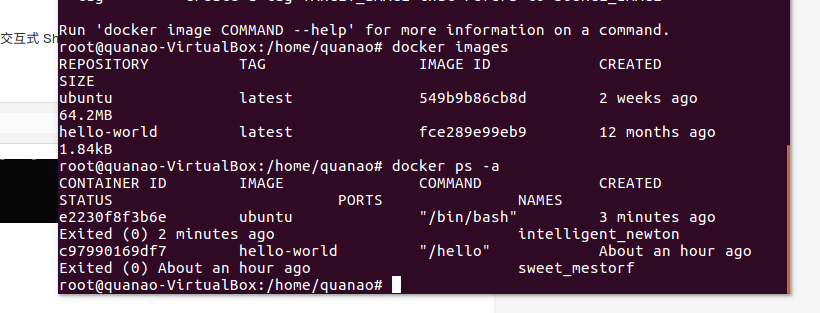 Run 'docker image COMMAND --help' for more information on a command.
交互式 Sh
root@quanao-VirtualBox:/home/quanao# docker images
REPOSITORY TAG IMAGE ID CREATED
SIZE
ubuntu latest 549b9b86cb8d 2 weeks ago
64.2MB
hello-world latest fce289e99eb9 12 months ago
1.84kB
root@quanao-VirtualBox:/home/quanao# docker ps -a
CONTAINER ID IMAGE COMMAND CREATED
STATUS PORTS NAMES
e2230f8f3b6e ubuntu "/bin/bash" 3 minutes ago
Exited (0) 2 minutes ago intelligent_newton
c97990169df7 hello-world "/hello" About an hour ago
Exited (0) About an hour ago sweet_mestorf
root@quanao-VirtualBox:/home/quanao#